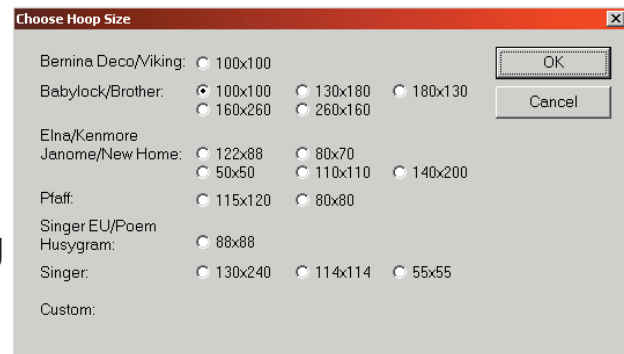 Choose Hoop Size
Bernina Deco/Viking: 100x100
OK
Babylock/Brother: 100x100 130x180 180x130
160x260 260x160
Cancel
Elna/Kenmore
Janome/New Home: 122x88 80x70
50x50 110x110 140x200
Pfaff: 115x120 80x80
Singer EU/Poem
Husygram: 88x88
Singer: 130x240 114x114 55x55
Custom: